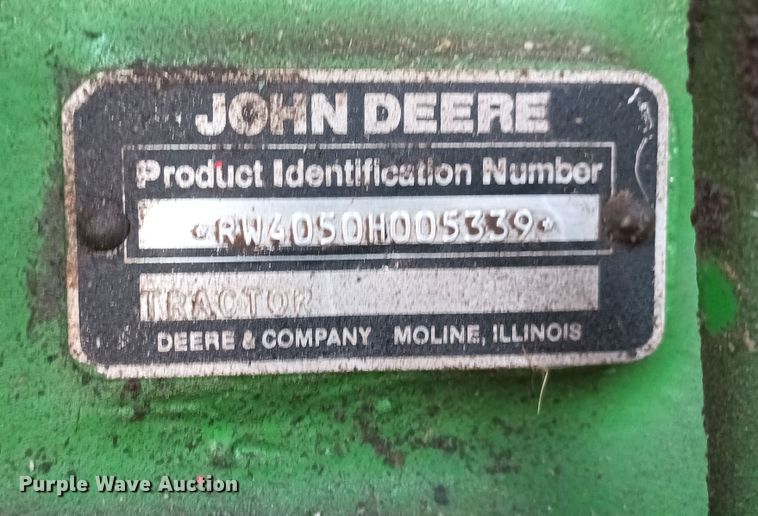 JOHN DEERE
Product Identification Number
*RW4050H005339*
TRACTOR
DEERE & COMPANY MOLINE, ILLINOIS
Purple Wave Auction